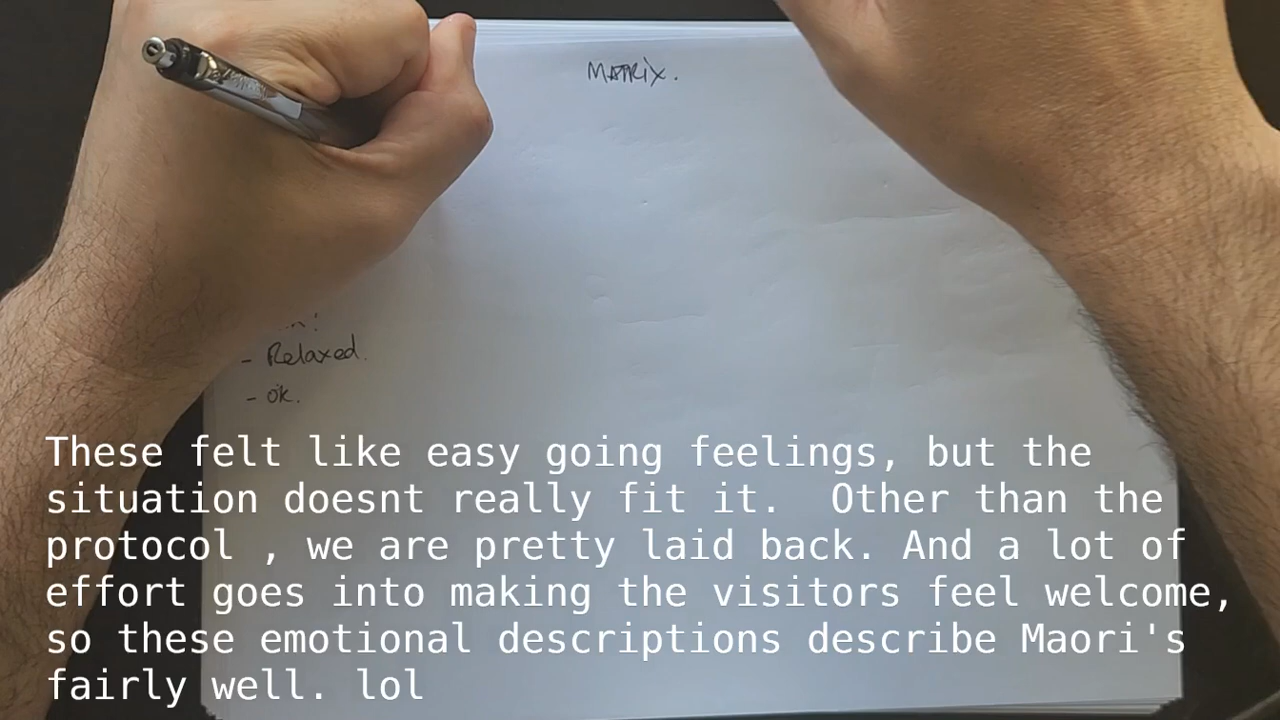 MATRIX.
- Relaxed.
- ok.
These felt like easy going feelings, but the
situation doesnt really fit it.  Other than the
protocol , we are pretty laid back. And a lot of
effort goes into making the visitors feel welcome,
so these emotional descriptions describe Maori's
fairly well. lol